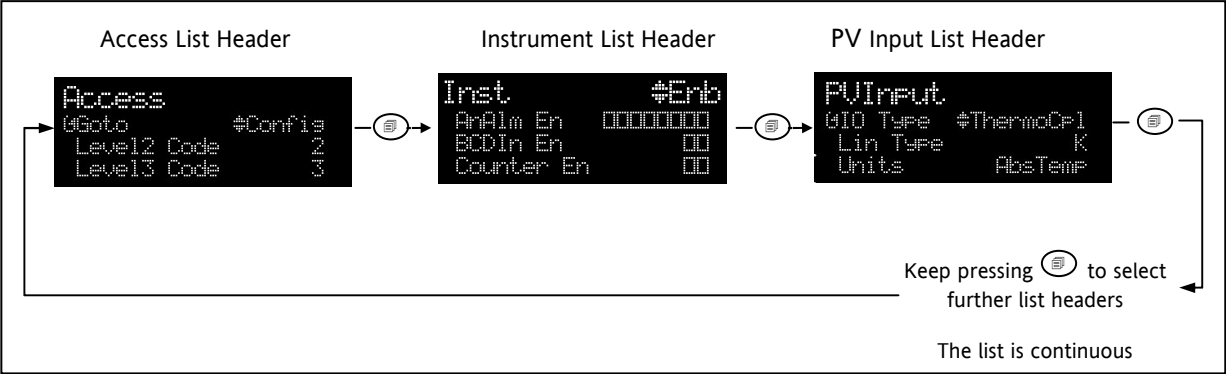 Access List Header
Instrument List Header
PV Input List Header
Access
Goto Config
Level2 Code 2
Level3 Code 3
Inst Enb
AnAlm En
BCDIn En
Counter En
PVInput
IO Type ThermoCpl
Lin Type K
Units AbsTemp
Keep pressing to select
further list headers
The list is continuous